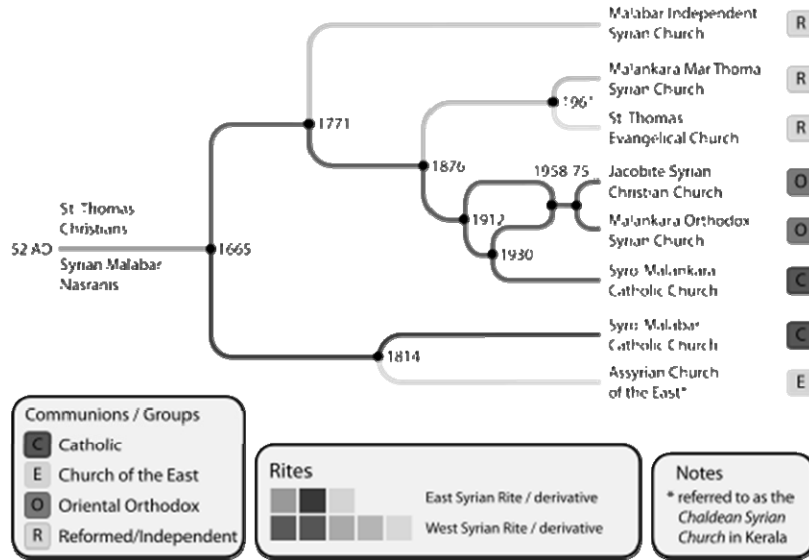 Malabar Independent
Syrian Church
R
Malankara Mar Thoma
Syrian Church
R
St. Thomas
Evangelical Church
R
Jacobite Syrian
Christian Church
O
Malankara Orthodox
Syrian Church
O
Syro Malankara
Catholic Church
C
Syro Malabar
Catholic Church
C
Assyrian Church
of the East*
E
1771
1876
1958 75
1912
1930
St. Thomas
Christians
52 AD
1665
Syrian Malabar
Nasranis
1814
Communions / Groups
C Catholic
E Church of the East
O Oriental Orthodox
R Reformed/Independent
Rites
East Syrian Rite / derivative
West Syrian Rite / derivative
Notes
* referred to as the
Chaldean Syrian
Church in Kerala